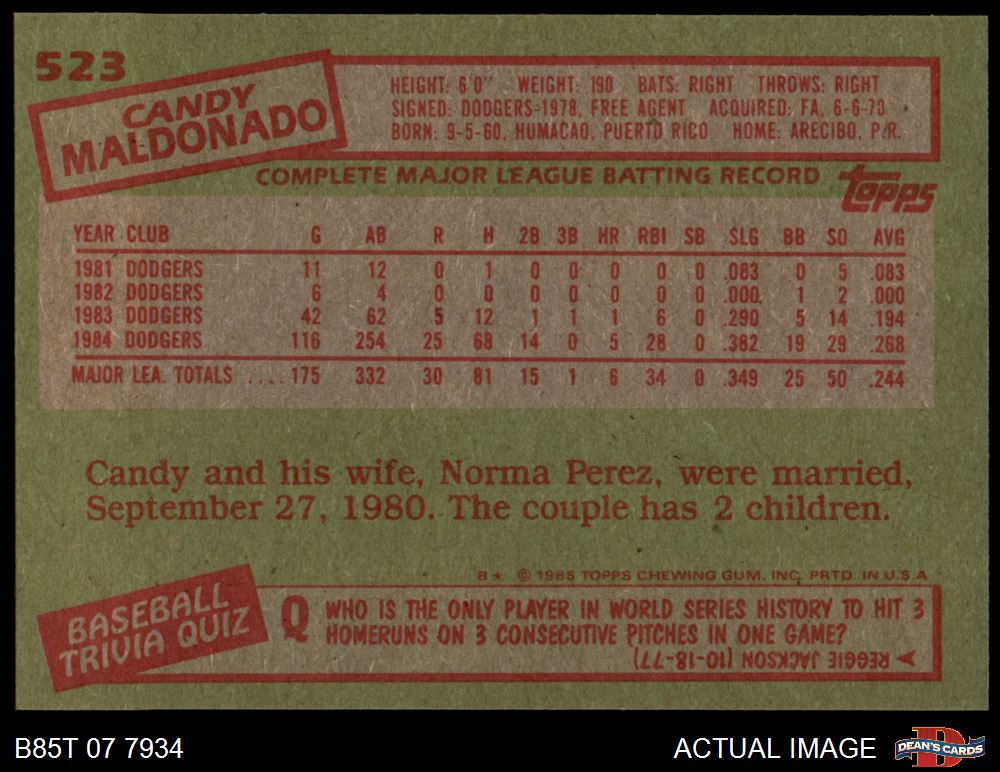 523
CANDY
MALDONADO
HEIGHT: 6'0" WEIGHT: 190 BATS: RIGHT THROWS: RIGHT
SIGNED: DODGERS-1978, FREE AGENT ACQUIRED: FA, 6-6-73
BORN: 9-5-60, HUMACAO, PUERTO RICO HOME: ARECIBO, P/R.
COMPLETE MAJOR LEAGUE BATTING RECORD
topps
YEAR CLUB G AB R H 2B 3B HR RBI SB SLG BB SO AVG
1981 DODGERS 11 12 0 1 0 0 0 0 0 .083 0 5 .083
1982 DODGERS 6 4 0 0 0 0 0 0 0 .000 1 2 .000
1983 DODGERS 42 62 5 12 1 1 1 6 0 .290 5 14 .194
1984 DODGERS 116 254 25 68 14 0 5 28 0 .382 19 29 .268
MAJOR LEA. TOTALS .... 175 332 30 81 15 1 6 34 0 .349 25 50 .244
Candy and his wife, Norma Perez, were married,
September 27, 1980. The couple has 2 children.
B★ © 1985 TOPPS CHEWING GUM, INC. PRTD. IN U.S.A
BASEBALL
TRIVIA QUIZ
Q WHO IS THE ONLY PLAYER IN WORLD SERIES HISTORY TO HIT 3
HOMERUNS ON 3 CONSECUTIVE PITCHES IN ONE GAME?
REGGIE JACKSON (10-18-77)
B85T 07 7934
ACTUAL IMAGE
D
DEAN'S CARDS